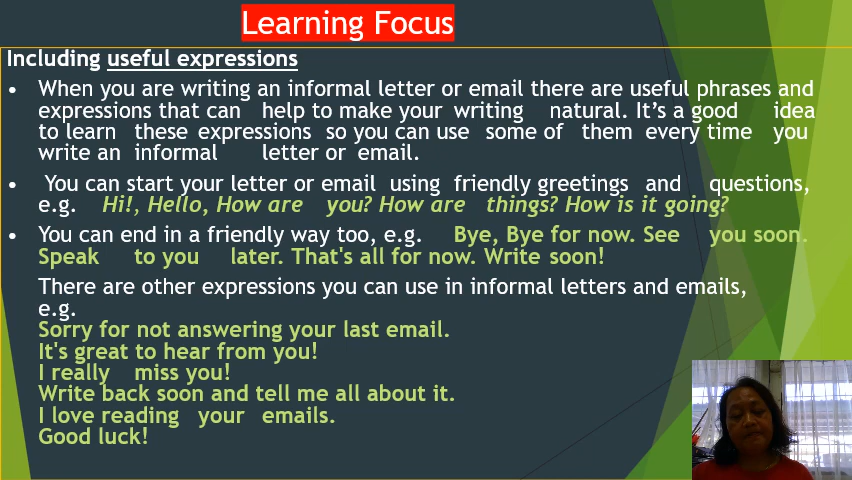 Learning Focus
Including useful expressions
• When you are writing an informal letter or email there are useful phrases and
expressions that can help to make your writing natural. It's a good idea
to learn these expressions so you can use some of them every time you
write an informal letter or email.
• You can start your letter or email using friendly greetings and questions,
e.g. Hi!, Hello, How are you? How are things? How is it going?
• You can end in a friendly way too, e.g. Bye, Bye for now. See you soon.
Speak to you later. That's all for now. Write soon!
There are other expressions you can use in informal letters and emails,
e.g.
Sorry for not answering your last email.
It's great to hear from you!
I really miss you!
Write back soon and tell me all about it.
I love reading your emails.
Good luck!